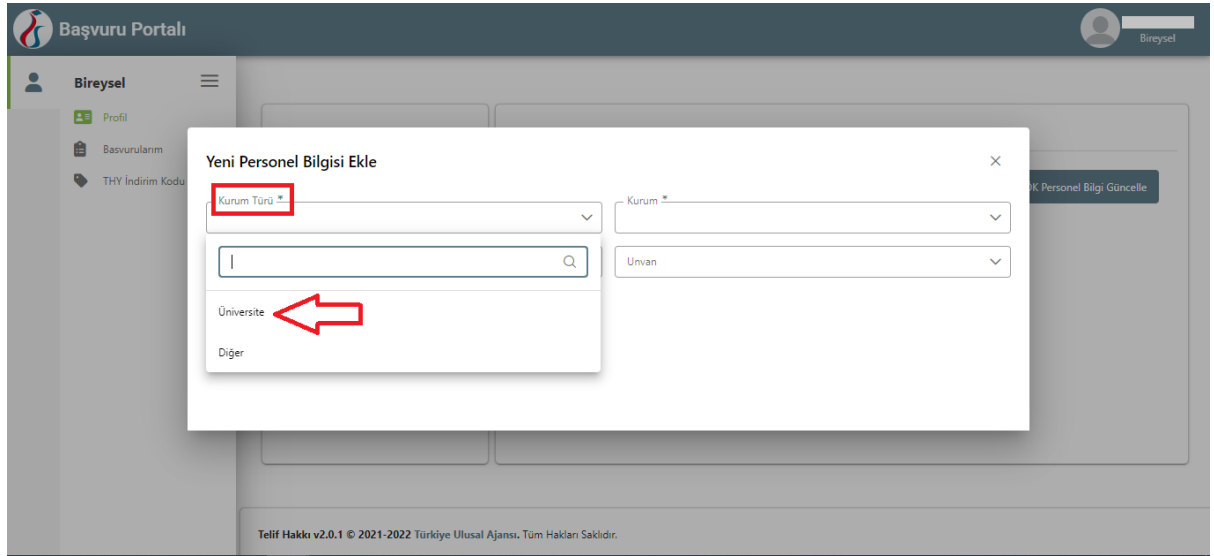 Başvuru Portalı
Bireysel
Bireysel
Profil
Basvurularım
THY İndirim Kodu
Yeni Personel Bilgisi Ekle
Kurum Türü *
Kurum *
Unvan
Üniversite
Diğer
Personel Bilgi Güncelle
Telif Hakkı v2.0.1 © 2021-2022 Türkiye Ulusal Ajansı. Tüm Hakları Saklıdır.